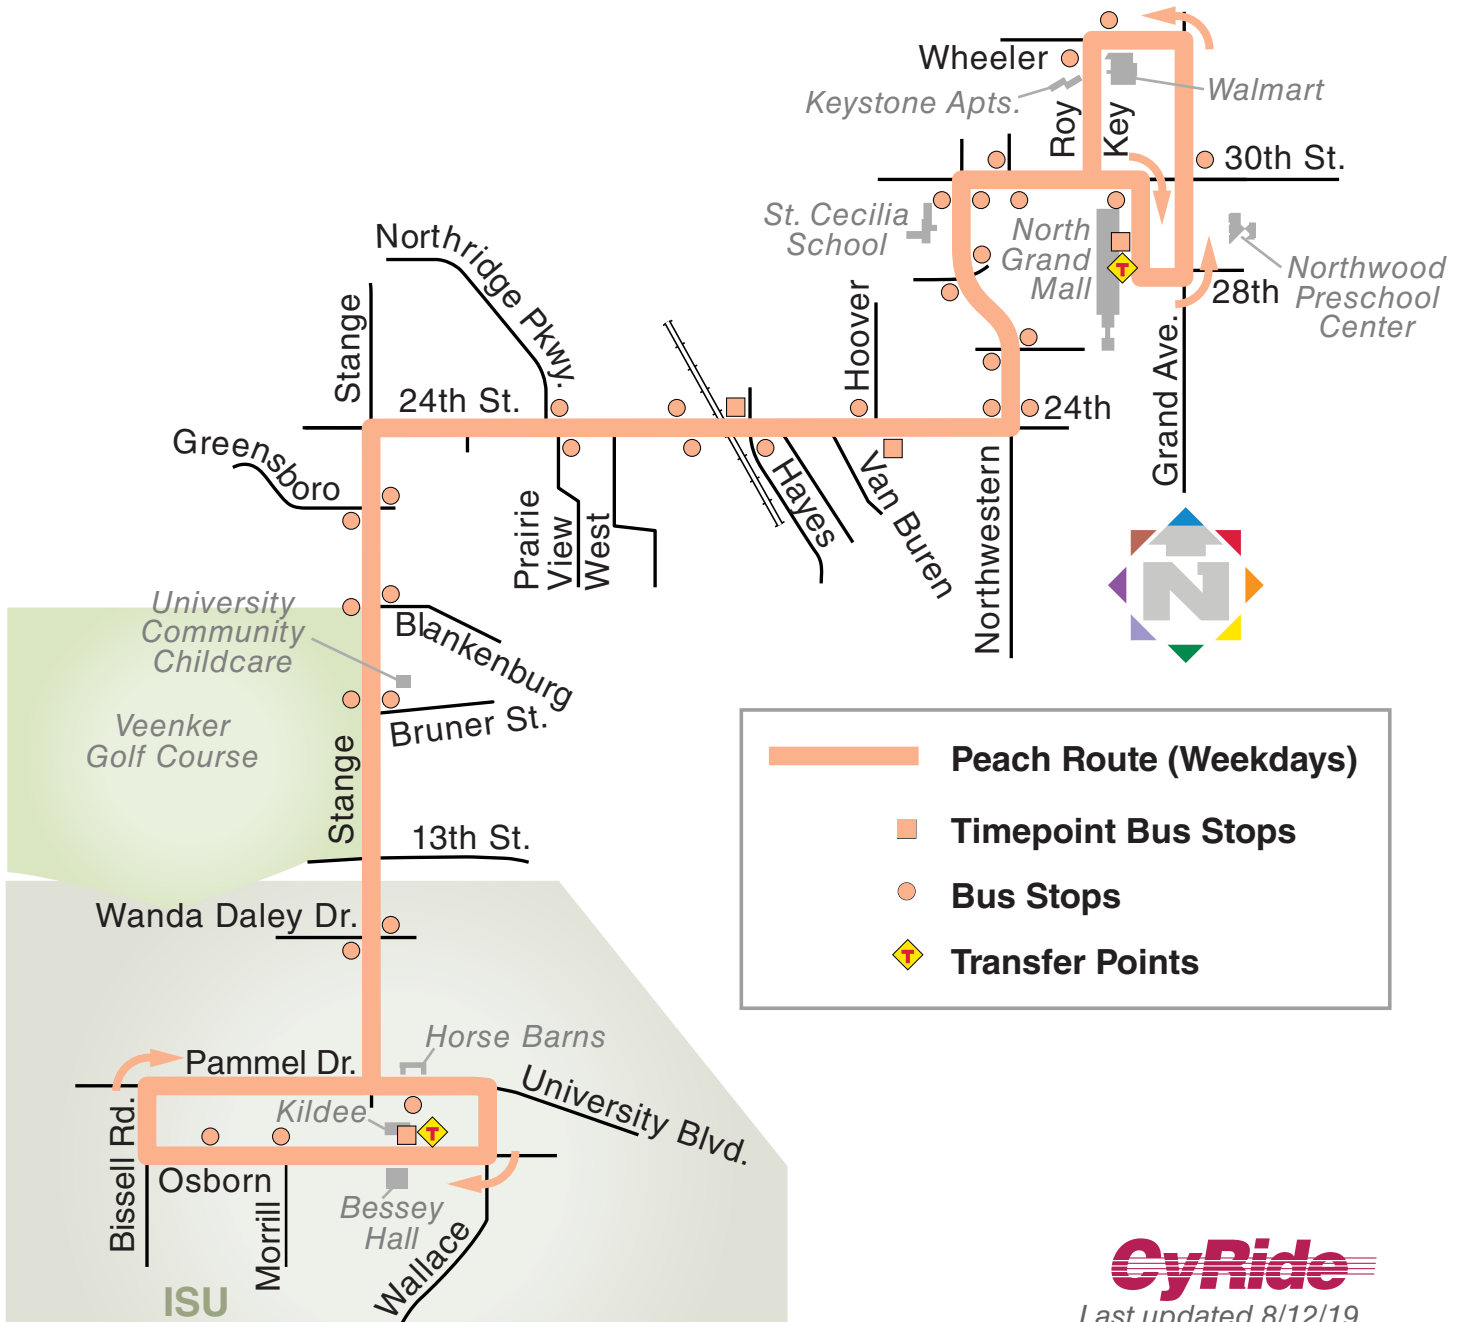 Wheeler
Keystone Apts.
Walmart
Roy
Key
30th St.
St. Cecilia
School
North
Grand
Mall
Northwood
Preschool
Center
28th
Grand Ave.
Northridge Pkwy.
Stange
24th St.
Hoover
24th
Greensboro
Prairie
View
West
Hayes
Van Buren
Northwestern
N
University
Community
Childcare
Blankenburg
Bruner St.
Veenker
Golf Course
Stange
13th St.
Wanda Daley Dr.
Peach Route (Weekdays)
Timepoint Bus Stops
Bus Stops
T
Transfer Points
Horse Barns
Pammel Dr.
University Blvd.
Kildee
T
T
Bissell Rd.
Osborn
Morrill
Bessey
Hall
Wallace
ISU
CyRide
Last updated 8/12/19